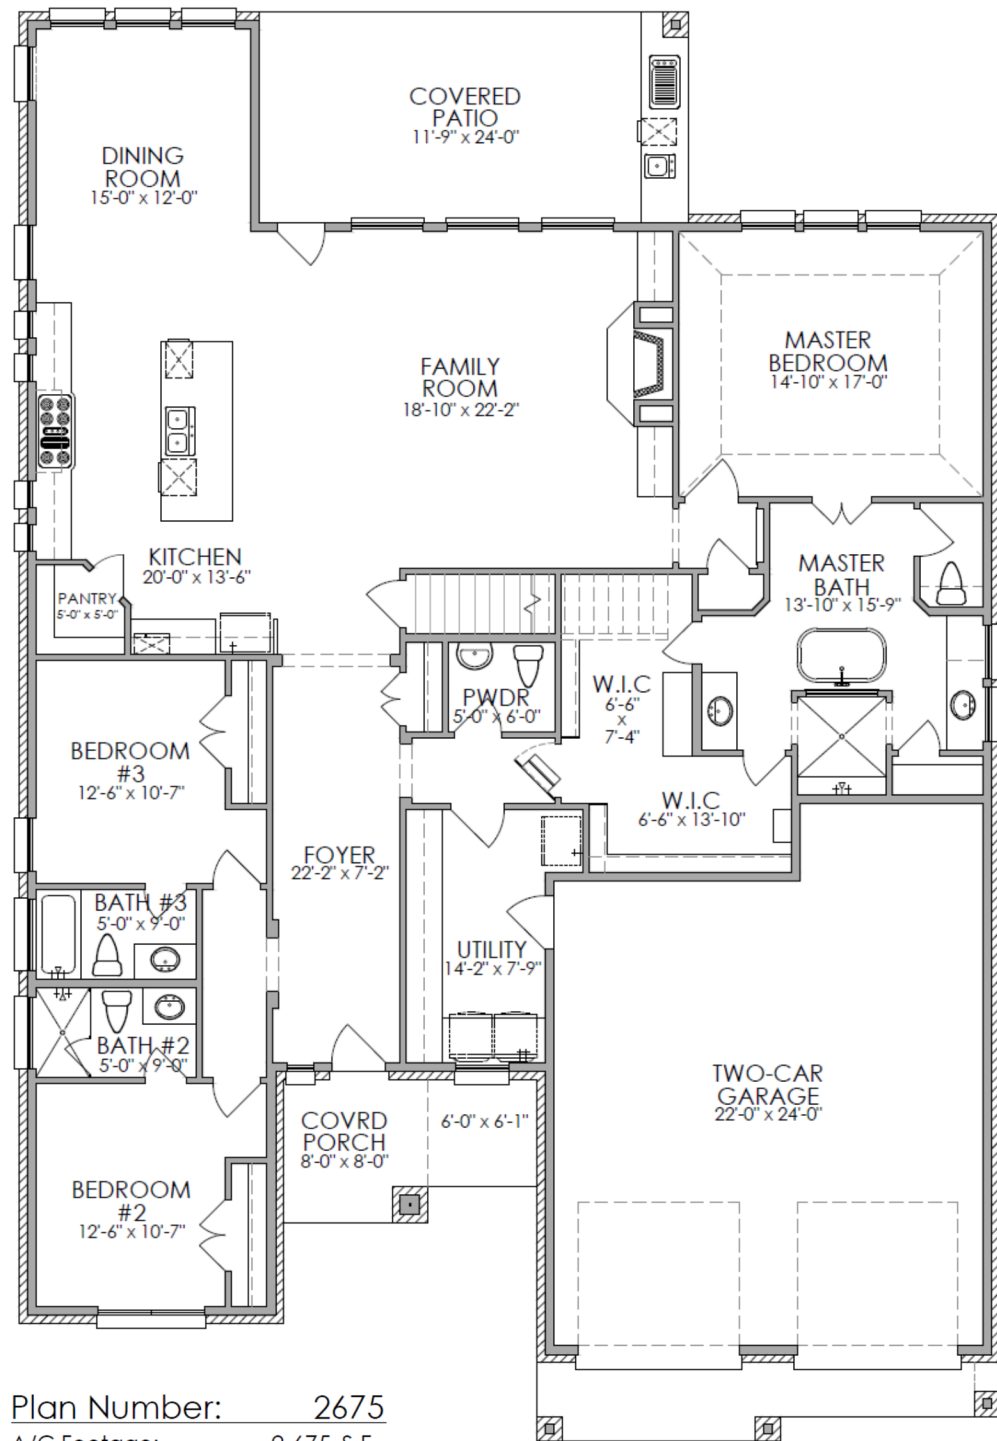 COVERED
PATIO
11'-9" x 24'-0"
DINING
ROOM
15'-0" x 12'-0"
MASTER
BEDROOM
14'-10" x 17'-0"
FAMILY
ROOM
18'-10" x 22'-2"
KITCHEN
20'-0" x 13'-6"
MASTER
BATH
13'-10" x 15'-9"
PANTRY
5'-0" x 5'-0"
W.I.C
6'-6"
x
7'-4"
PWDR
5'-0" x 6'-0"
BEDROOM
#3
12'-6" x 10'-7"
W.I.C
6'-6" x 13'-10"
FOYER
22'-2" x 7'-2"
BATH #3
5'-0" x 9'-0"
UTILITY
14'-2" x 7'-9"
BATH #2
5'-0" x 9'-0"
TWO-CAR
GARAGE
22'-0" x 24'-0"
COVRD
PORCH
8'-0" x 8'-0"
6'-0" x 6'-1"
BEDROOM
#2
12'-6" x 10'-7"
Plan Number: 2675
A/C Footage: 2,675 S.F.